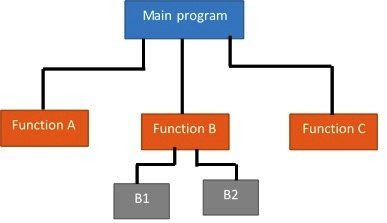 Main program
Function A
Function B
Function C
B1
B2